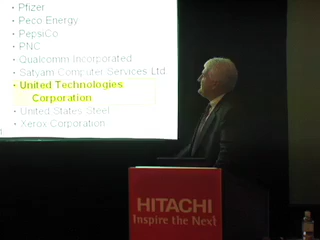 • Pfizer
• Peco Energy
• PepsiCo
• PNC
• Qualcomm Incorporated
• Satyam Computer Services Ltd.
• United Technologies
Corporation
• United States Steel
• Xerox Corporation
HITACHI
Inspire the Next